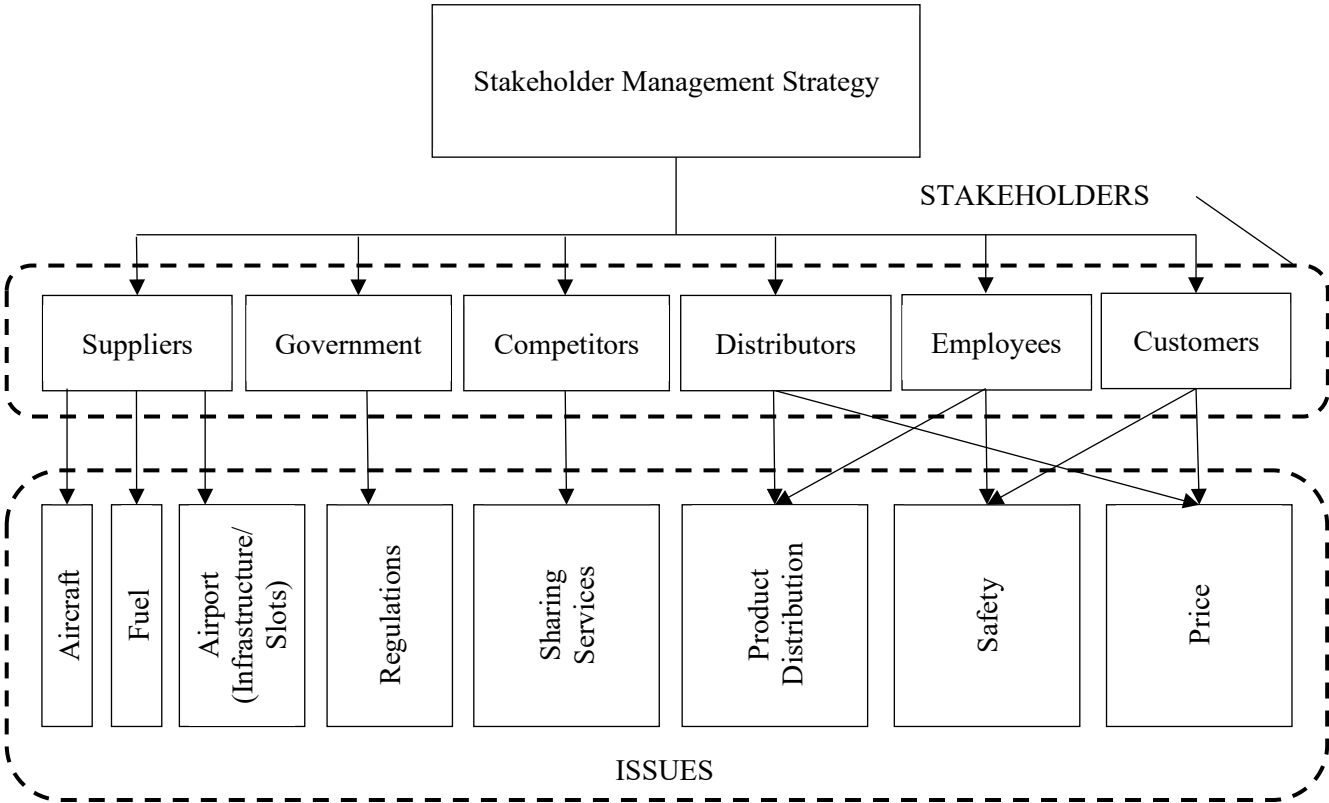 Stakeholder Management Strategy
STAKEHOLDERS
Suppliers
Government
Competitors
Distributors
Employees
Customers
Aircraft
Fuel
Airport
(Infrastructure/
Slots)
Regulations
Sharing
Services
Product
Distribution
Safety
Price
ISSUES